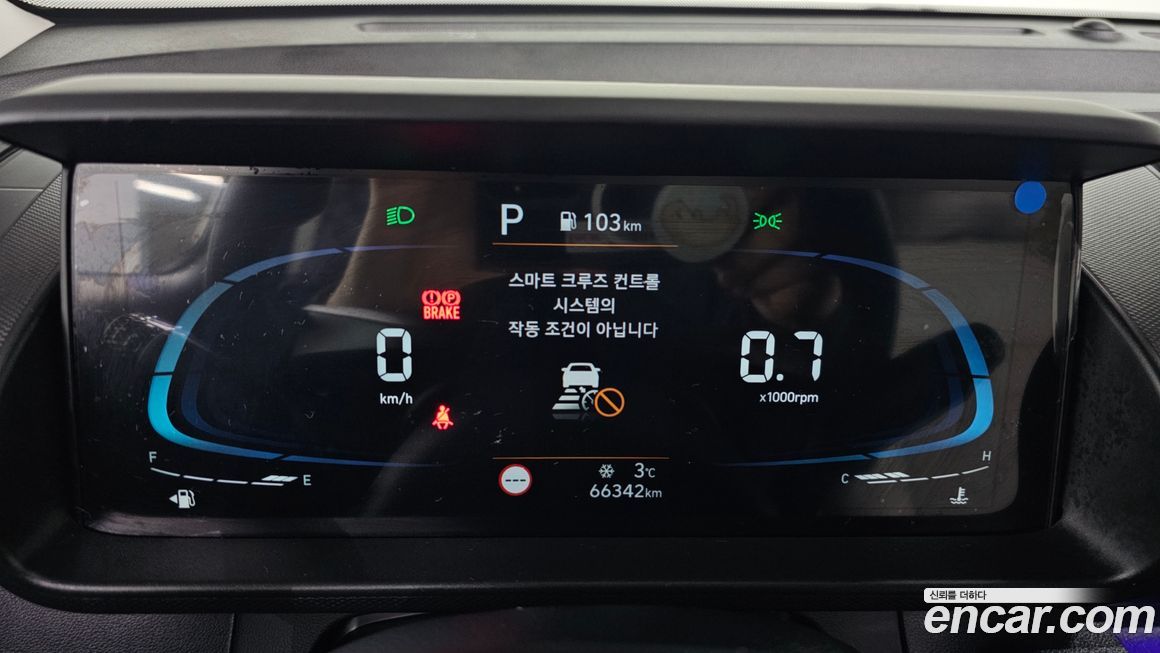 P
103km
스마트 크루즈 컨트롤
시스템의
작동 조건이 아닙니다
BRAKE
0
km/h
0.7
x1000rpm
F
E
---
3℃
66342km
C
H
신뢰를 더하다
encar.com